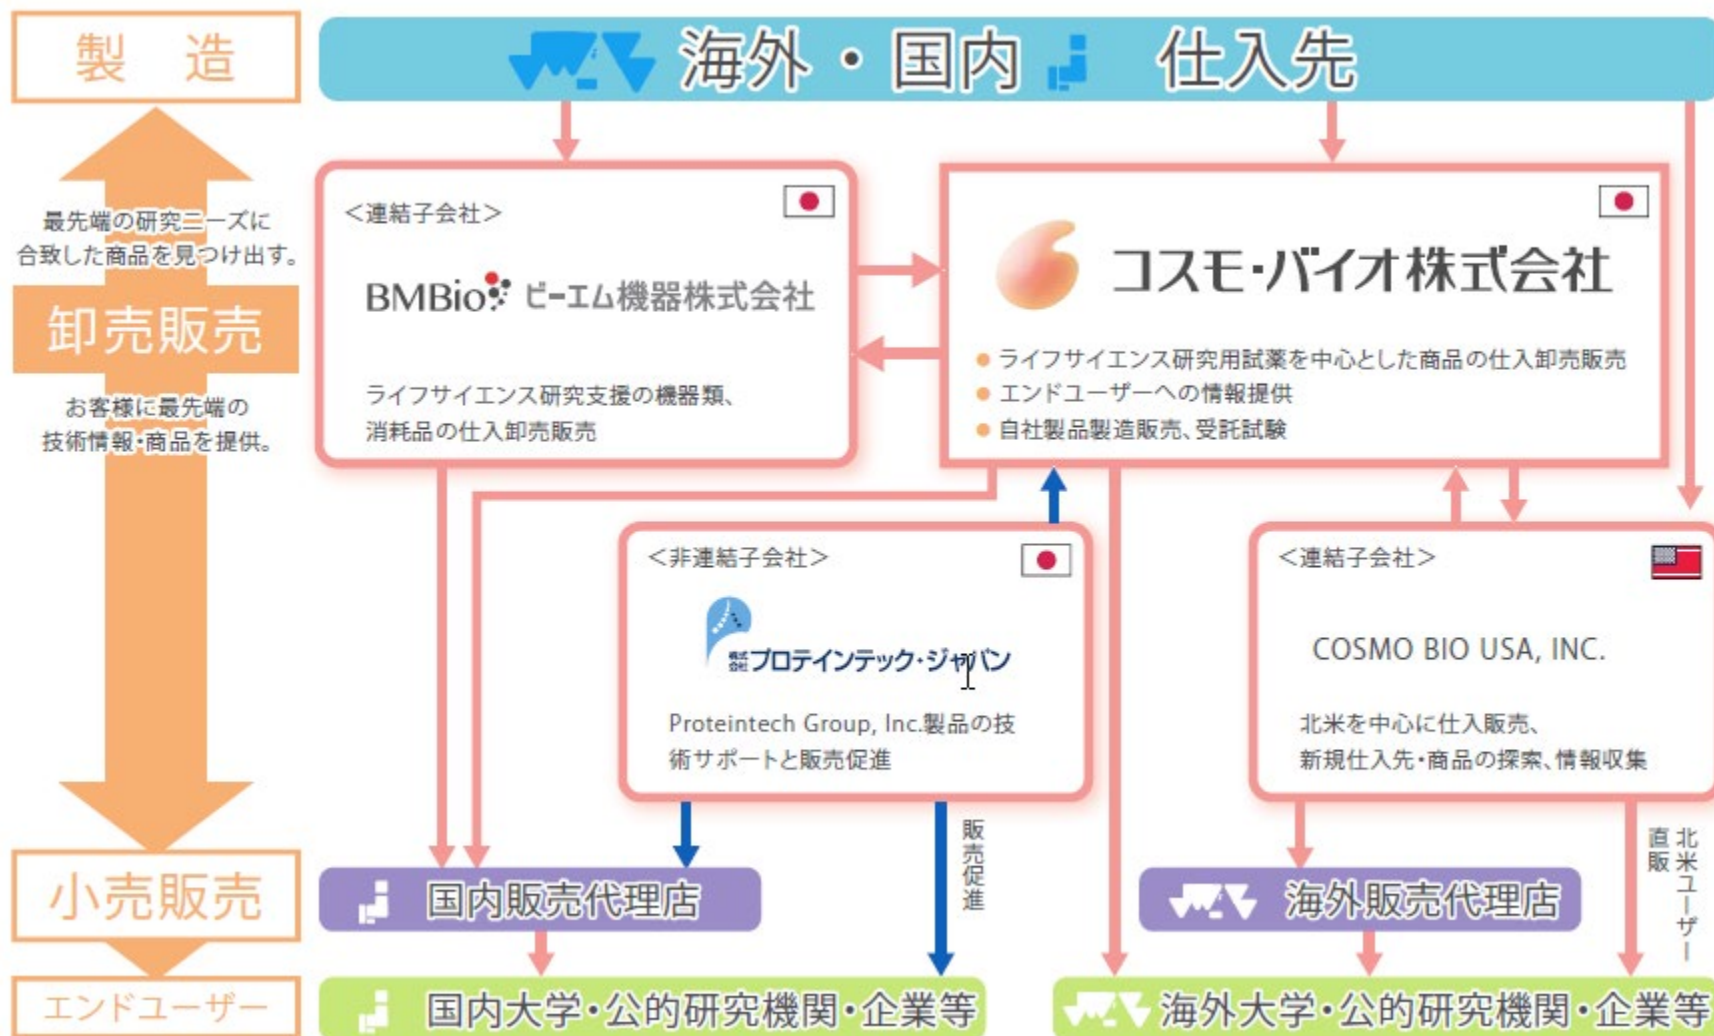 製 造
海外・国内 仕入先
最先端の研究ニーズに
合致した商品を見つけ出す。
卸売販売
お客様に最先端の
技術情報・商品を提供。
小売販売
エンドユーザー
＜連結子会社＞
BMBio ビーエム機器株式会社
ライフサイエンス研究支援の機器類、
消耗品の仕入卸売販売
コスモ・バイオ株式会社
● ライフサイエンス研究用試薬を中心とした商品の仕入卸売販売
● エンドユーザーへの情報提供
● 自社製品製造販売、受託試験
＜非連結子会社＞
株式会社プロテインテック・ジャパン
Proteintech Group, Inc.製品の技
術サポートと販売促進
＜連結子会社＞
COSMO BIO USA, INC.
北米を中心に仕入販売、
新規仕入先・商品の探索、情報収集
販売促進
北米ユーザー
直販
国内販売代理店
海外販売代理店
国内大学・公的研究機関・企業等
海外大学・公的研究機関・企業等